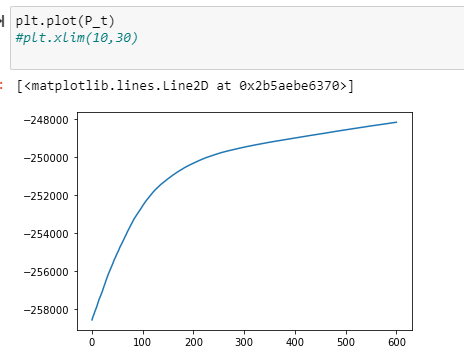 plt.plot(P_t)
#plt.xlim(10,30)
[<matplotlib.lines.Line2D at 0x2b5aebe6370>]
−248000
−250000
−252000
−254000
−256000
−258000
0 100 200 300 400 500 600